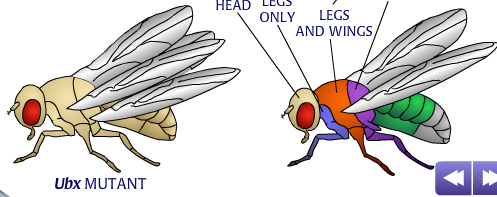 HEAD
LEGS
ONLY
LEGS
AND WINGS
Ubx MUTANT